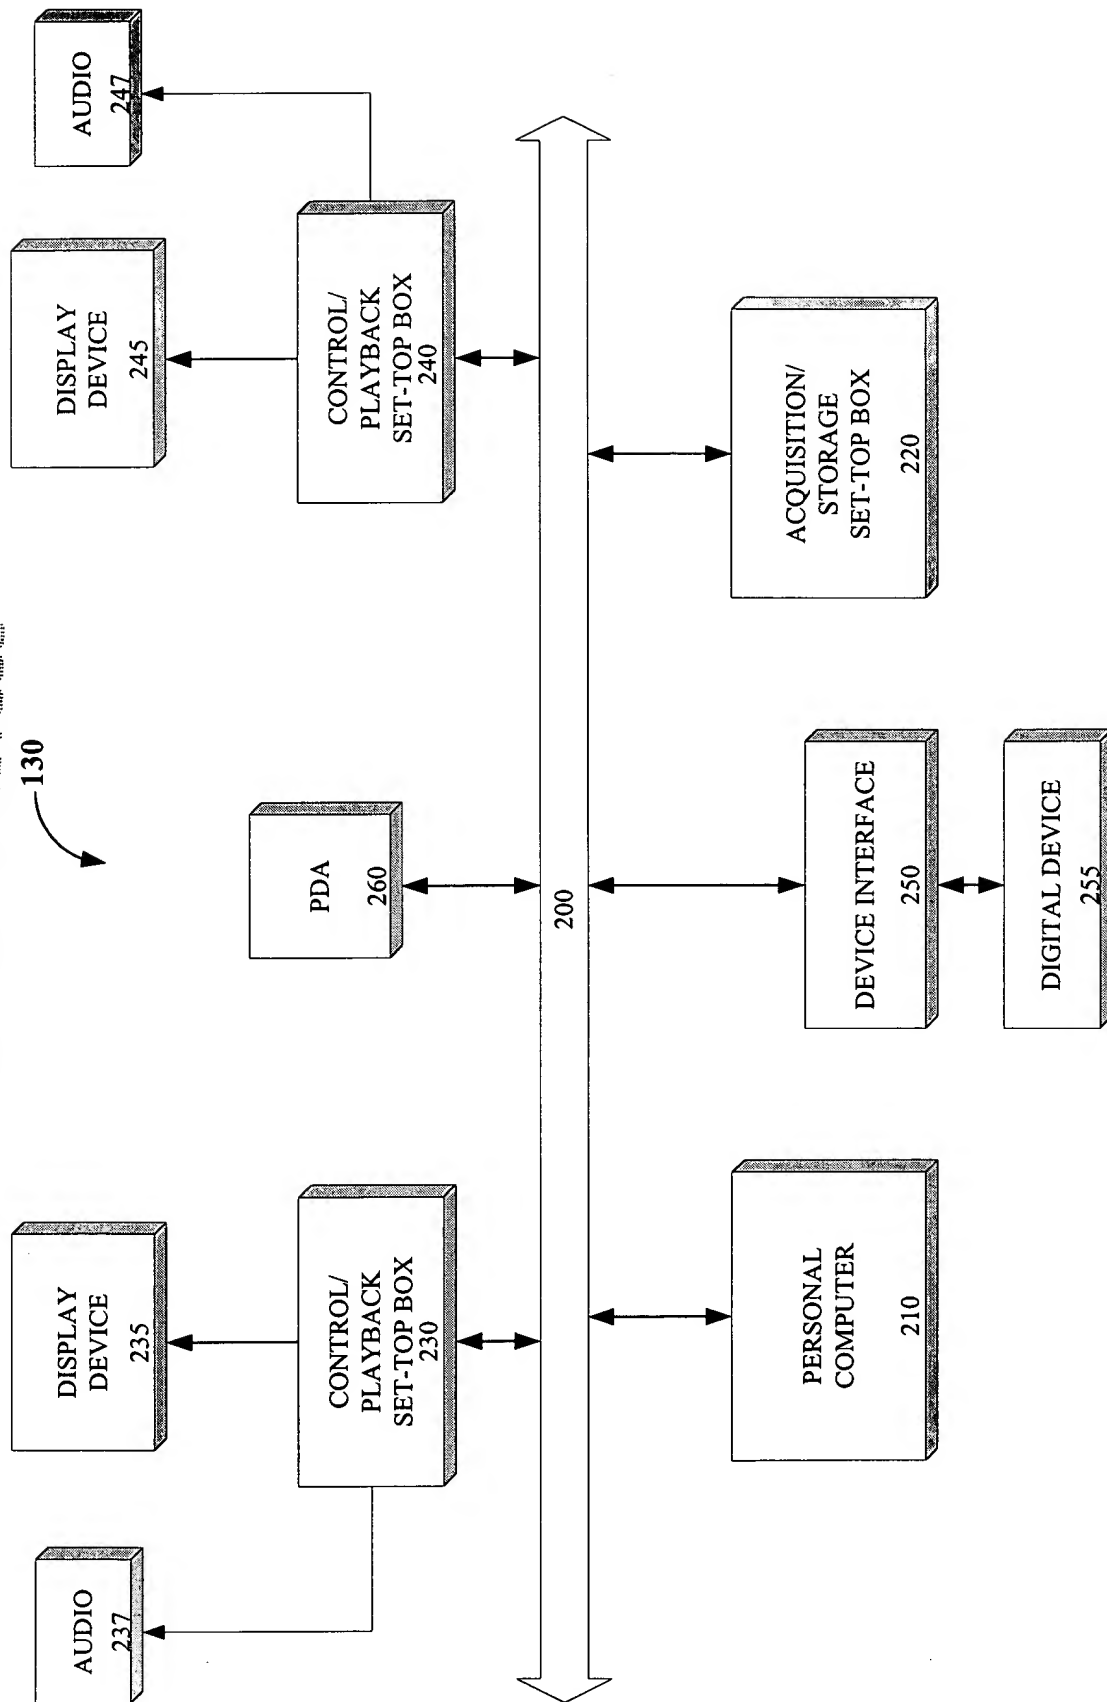 130
AUDIO
237
DISPLAY
DEVICE
235
CONTROL/
PLAYBACK
SET-TOP BOX
230
PDA
260
DISPLAY
DEVICE
245
AUDIO
247
CONTROL/
PLAYBACK
SET-TOP BOX
240
200
PERSONAL
COMPUTER
210
DEVICE INTERFACE
250
DIGITAL DEVICE
255
ACQUISITION/
STORAGE
SET-TOP BOX
220